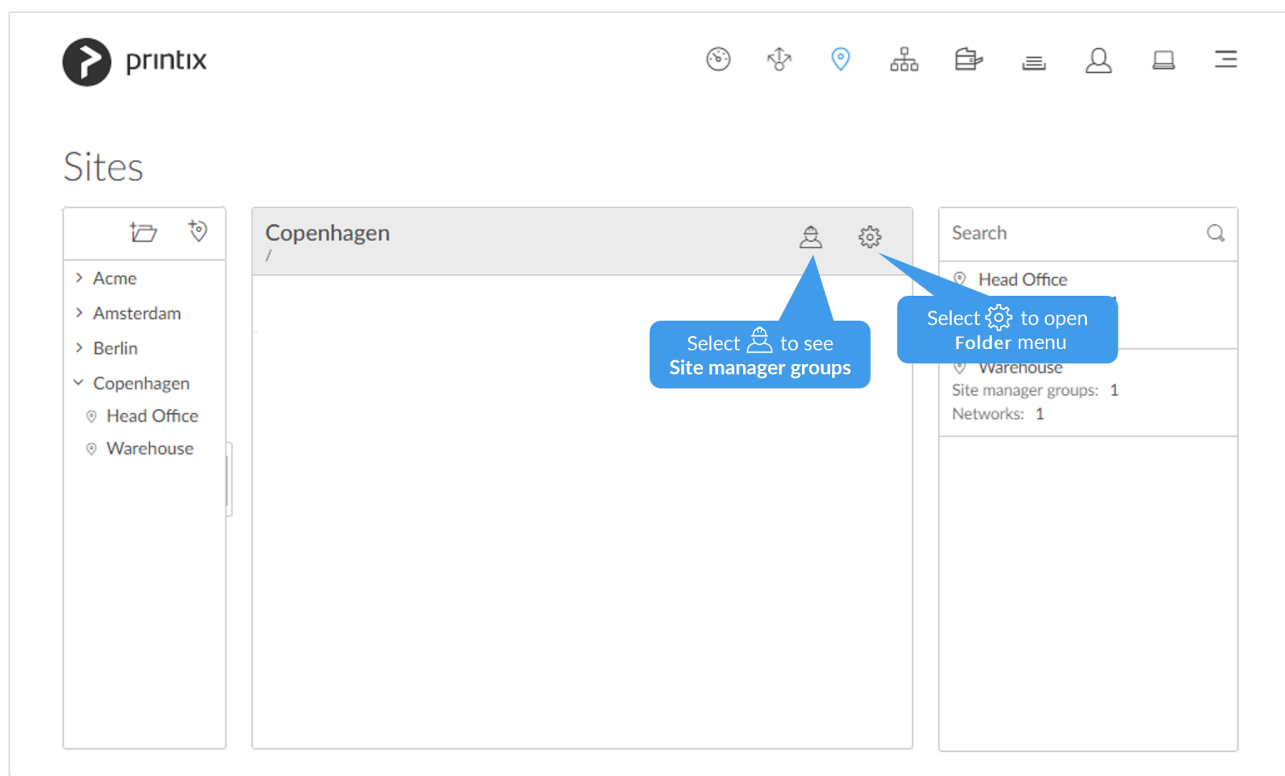 printix
Sites
Acme
Amsterdam
Berlin
Copenhagen
Head Office
Warehouse
Copenhagen
/
Select to see
Site manager groups
Select to open
Folder menu
Search
Head Office
Warehouse
Site manager groups: 1
Networks: 1